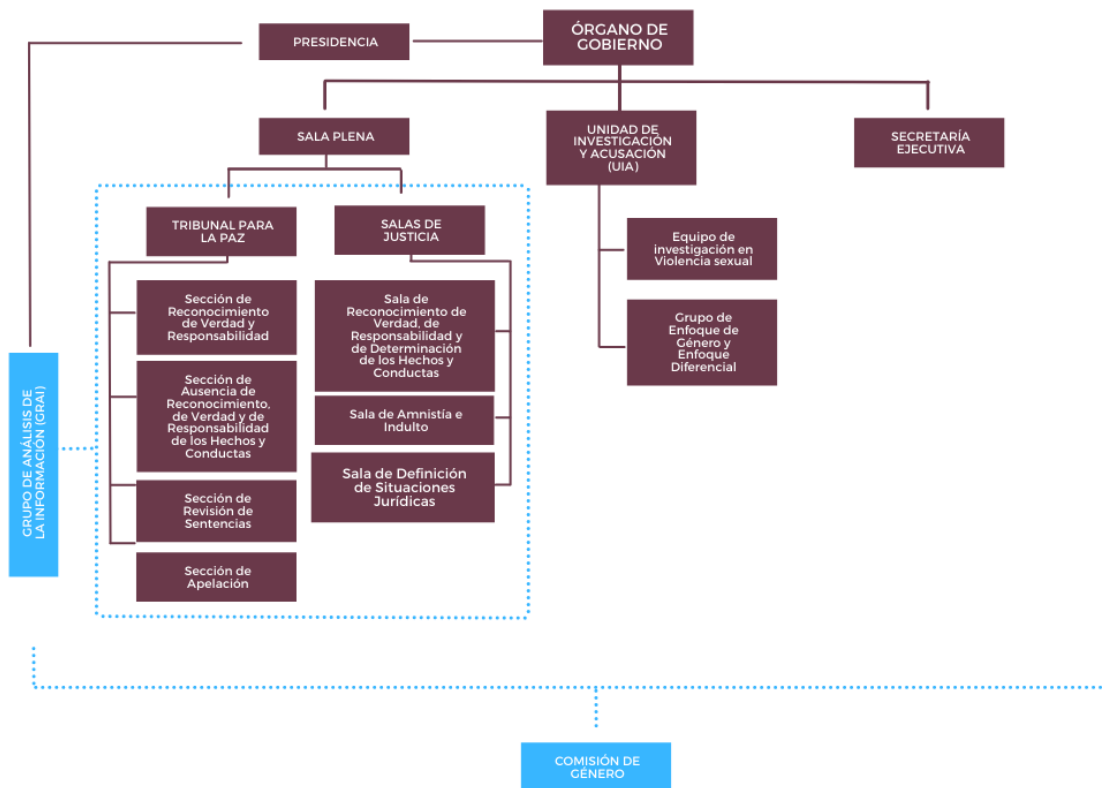 PRESIDENCIA
ÓRGANO DE
GOBIERNO
SALA PLENA
UNIDAD DE
INVESTIGACIÓN
Y ACUSACIÓN
(UIA)
SECRETARÍA
EJECUTIVA
TRIBUNAL PARA
LA PAZ
SALAS DE
JUSTICIA
Equipo de
investigación en
Violencia sexual
Grupo de
Enfoque de
Género y
Enfoque
Diferencial
Sección de
Reconocimiento
de Verdad y
Responsabilidad
Sección de
Ausencia de
Reconocimiento,
de Verdad y de
Responsabilidad
de los Hechos y
Conductas
Sección de
Revisión de
Sentencias
Sección de
Apelación
Sala de
Reconocimiento de
Verdad, de
Responsabilidad y
de Determinación
de los Hechos y
Conductas
Sala de Amnistía e
Indulto
Sala de Definición
de Situaciones
Jurídicas
GRUPO DE ANÁLISIS DE
LA INFORMACIÓN (GRAI)
COMISIÓN DE
GÉNERO